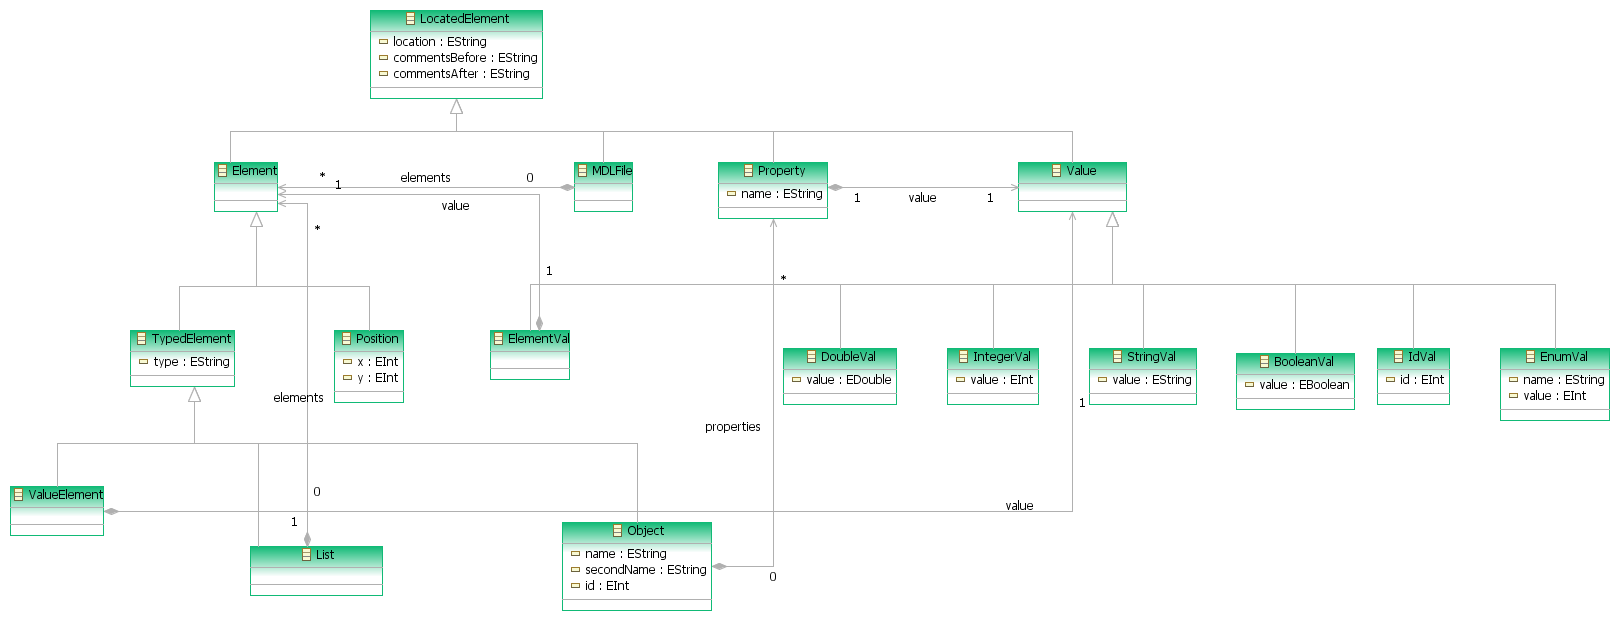 LocatedElement
location : EString
commentsBefore : EString
commentsAfter : EString
Element
*
1
elements
0
value
MDLFile
Property
name : EString
1
value
1
Value
*
1
*
TypedElement
type : EString
Position
x : EInt
y : EInt
ElementVal
DoubleVal
value : EDouble
IntegerVal
value : EInt
StringVal
value : EString
BooleanVal
value : EBoolean
IdVal
id : EInt
EnumVal
name : EString
value : EInt
elements
1
properties
ValueElement
0
1
value
List
Object
name : EString
secondName : EString
id : EInt
0